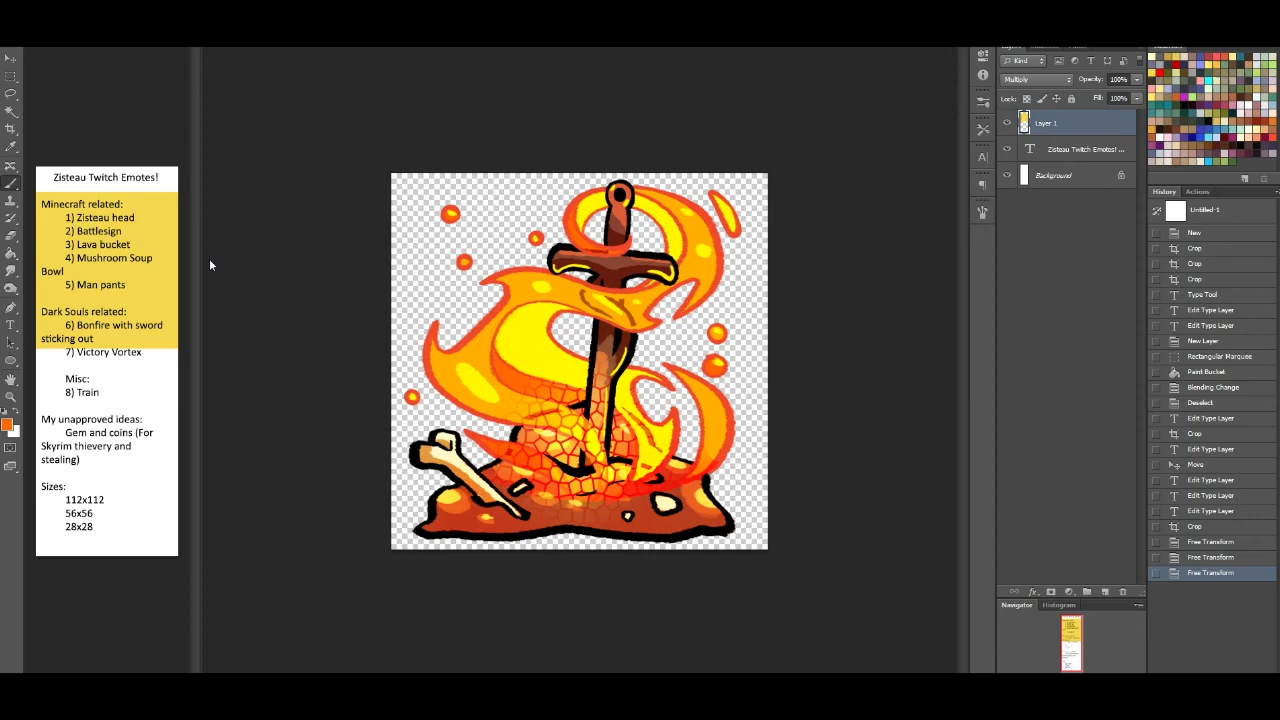 Zisteau Twitch Emotes!
Minecraft related:
1) Zisteau head
2) Battlesign
3) Lava bucket
4) Mushroom Soup
Bowl
5) Man pants
Dark Souls related:
6) Bonfire with sword
sticking out
7) Victory Vortex
Misc:
8) Train
My unapproved ideas:
Gem and coins (For
Skyrim thievery and
stealing)
Sizes:
112x112
56x56
28x28
Kind
Multiply
Opacity: 100%
Lock:
Fill: 100%
Layer 1
Zisteau Twitch Emotes! ...
Background
Navigator
Histogram
History
Actions
Untitled-1
New
Crop
Crop
Crop
Type Tool
Edit Type Layer
Edit Type Layer
New Layer
Rectangular Marquee
Paint Bucket
Blending Change
Deselect
Edit Type Layer
Crop
Edit Type Layer
Move
Edit Type Layer
Edit Type Layer
Edit Type Layer
Crop
Free Transform
Free Transform
Free Transform